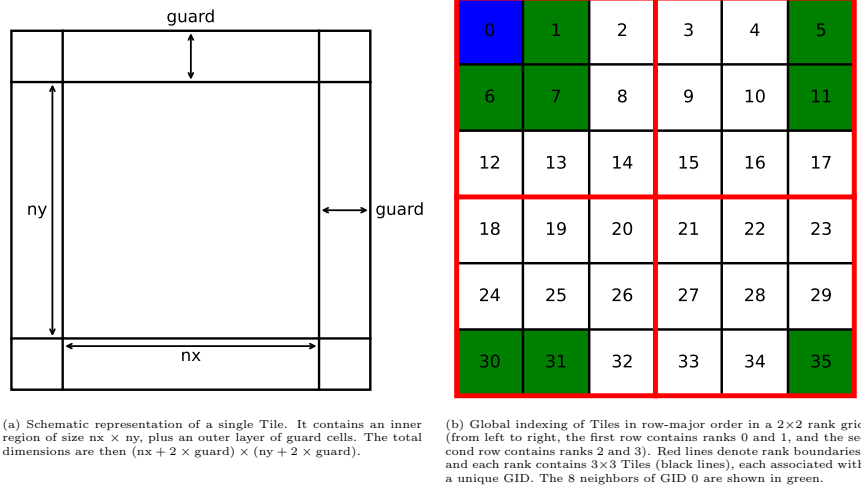 guard
ny
guard
nx
0 1 2 3 4 5
6 7 8 9 10 11
12 13 14 15 16 17
18 19 20 21 22 23
24 25 26 27 28 29
30 31 32 33 34 35
(a) Schematic representation of a single Tile. It contains an inner
region of size nx × ny, plus an outer layer of guard cells. The total
dimensions are then (nx + 2 × guard) × (ny + 2 × guard).
(b) Global indexing of Tiles in row-major order in a 2×2 rank grid
(from left to right, the first row contains ranks 0 and 1, and the se
cond row contains ranks 2 and 3). Red lines denote rank boundaries
and each rank contains 3×3 Tiles (black lines), each associated with
a unique GID. The 8 neighbors of GID 0 are shown in green.